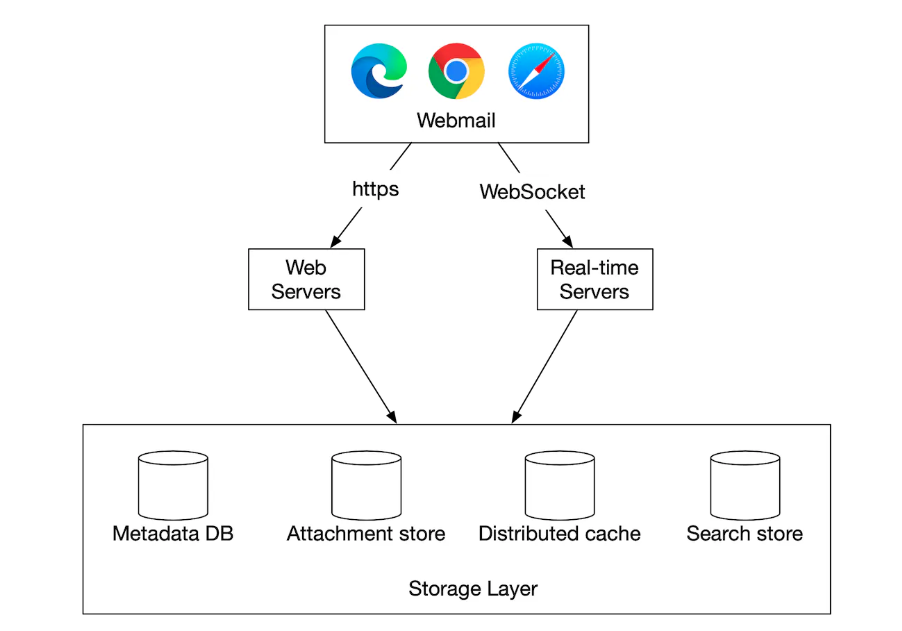 Webmail
https
WebSocket
Web
Servers
Real-time
Servers
Metadata DB
Attachment store
Distributed cache
Search store
Storage Layer